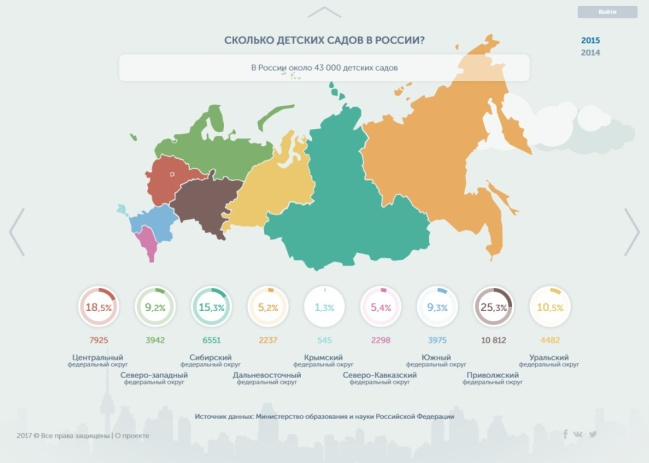 Войти
СКОЛЬКО ДЕТСКИХ САДОВ В РОССИИ?
2015
2014
В России около 43 000 детских садов
18,5%
9,2%
15,3%
5,2%
1,3%
5,4%
9,3%
25,3%
10,5%
7925
3942
6551
2237
545
2298
3975
10 812
4482
Центральный
федеральный округ
Северо-западный
федеральный округ
Сибирский
федеральный округ
Дальневосточный
федеральный округ
Крымский
федеральный округ
Северо-Кавказский
федеральный округ
Южный
федеральный округ
Приволжский
федеральный округ
Уральский
федеральный округ
Источник данных: Министерство образования и науки Российской Федерации
2017 © Все права защищены | О проекте